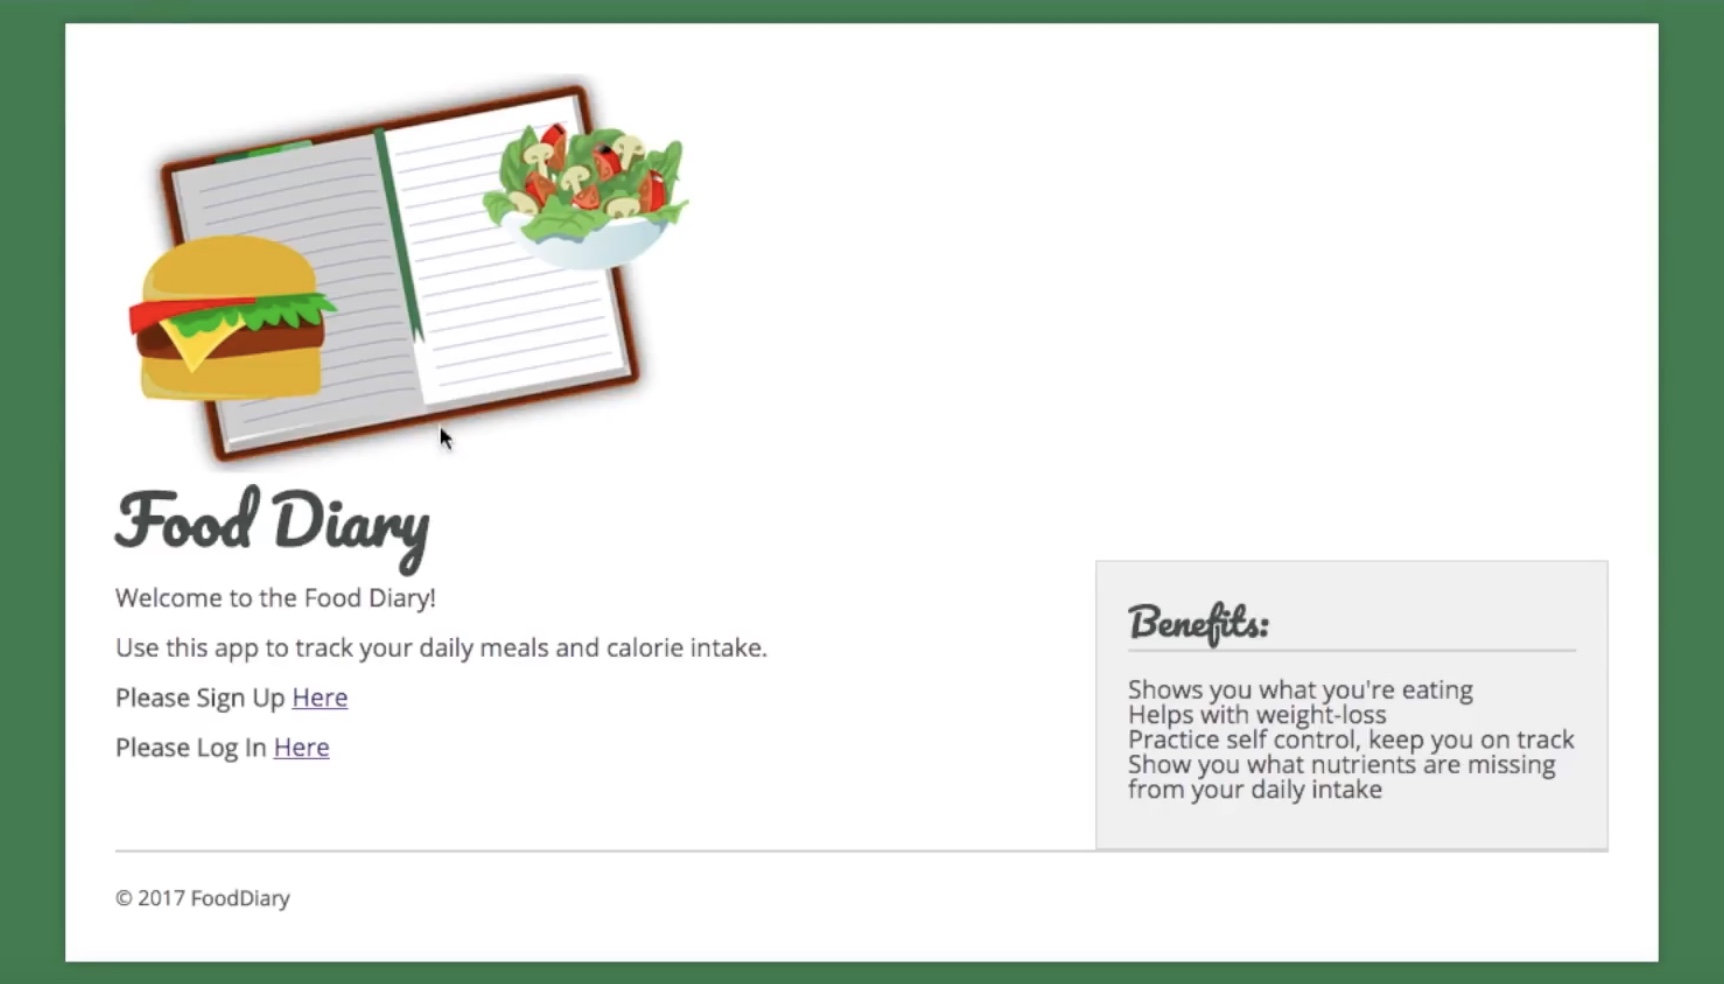 Food Diary
Welcome to the Food Diary!
Use this app to track your daily meals and calorie intake.
Please Sign Up Here
Please Log In Here
Benefits:
Shows you what you're eating
Helps with weight-loss
Practice self control, keep you on track
Show you what nutrients are missing
from your daily intake
© 2017 FoodDiary